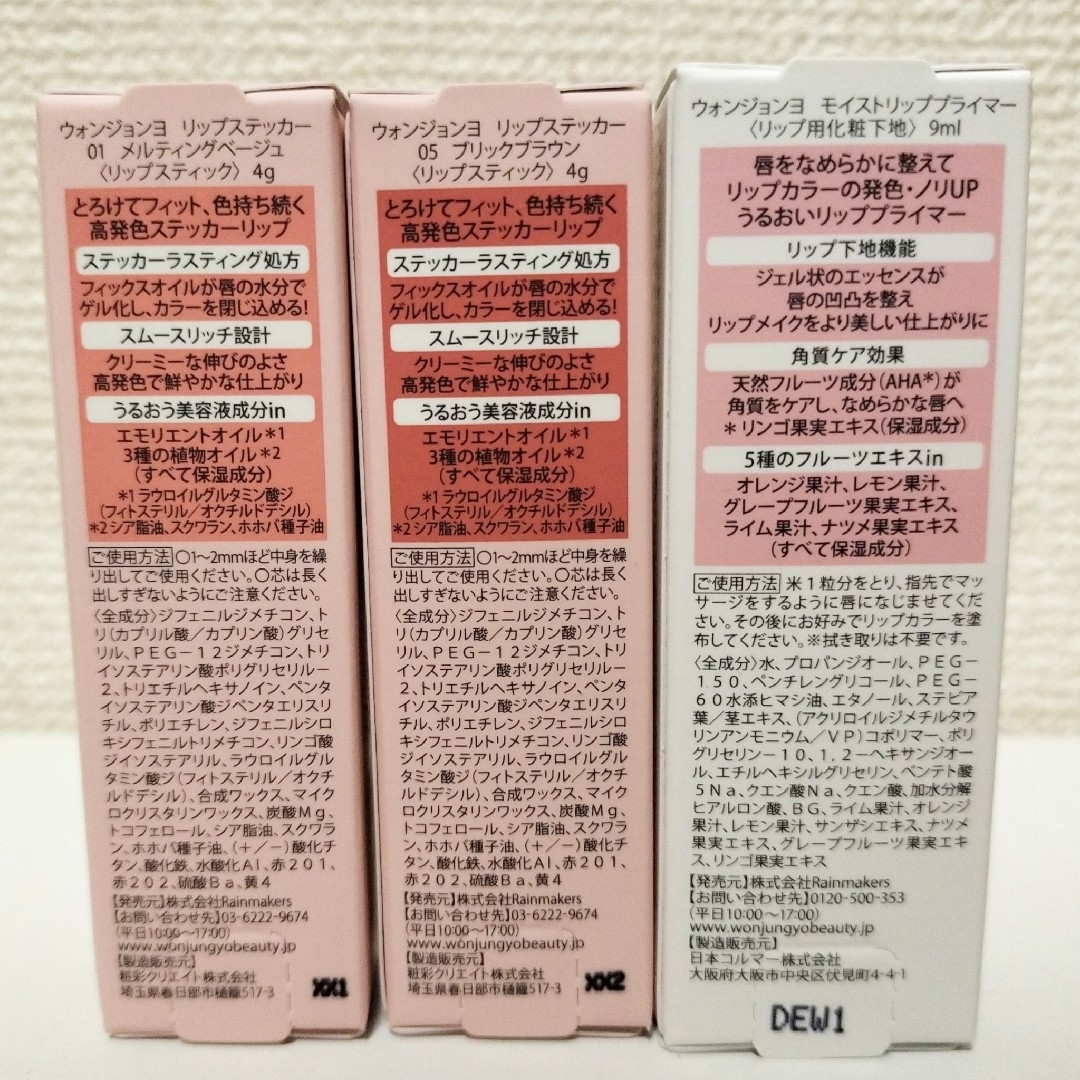 ウォンジョンヨ リップステッカー
01 メルティングベージュ
〈リップスティック〉 4g
とろけてフィット、色持ち続く
高発色ステッカーリップ
ステッカーラスティング処方
フィックスオイルが唇の水分で
ゲル化し、カラーを閉じ込める!
スムースリッチ設計
クリーミーな伸びのよさ
高発色で鮮やかな仕上がり
うるおう美容液成分in
エモリエントオイル*1
3種の植物オイル*2
(すべて保湿成分)
*1 ラウロイルグルタミン酸ジ
(フィトステリル/オクチルドデシル)
*2 シア脂油、スクワラン、ホホバ種子油
ご使用方法 〇1〜2mmほど中身を繰
り出してご使用ください。〇芯は長く
出しすぎないようにご注意ください。
〈全成分〉ジフェニルジメチコン、ト
リ(カプリル酸/カプリン酸)グリセ
リル、PEG-12ジメチコン、トリ
イソステアリン酸ポリグリセリル-
2、トリエチルヘキサノイン、ペンタ
イソステアリン酸ジペンタエリスリ
チル、ポリエチレン、ジフェニルシロ
キシフェニルトリメチコン、リンゴ酸
ジイソステアリル、ラウロイルグル
タミン酸ジ(フィトステリル/オクチ
ルドデシル)、合成ワックス、マイク
ロクリスタリンワックス、炭酸Mg、
トコフェロール、シア脂油、スクワラ
ン、ホホバ種子油、(+/-)酸化チ
タン、酸化鉄、水酸化Al、赤201、
赤202、硫酸Ba、黄4
【発売元】株式会社Rainmakers
【お問い合わせ先】03-6222-9674
(平日10:00〜17:00)
www.wonjungyobeauty.jp
【製造販売元】
粧彩クリエイト株式会社
埼玉県春日部市樋籠517-3
XX1
ウォンジョンヨ リップステッカー
05 ブリックブラウン
〈リップスティック〉 4g
とろけてフィット、色持ち続く
高発色ステッカーリップ
ステッカーラスティング処方
フィックスオイルが唇の水分で
ゲル化し、カラーを閉じ込める!
スムースリッチ設計
クリーミーな伸びのよさ
高発色で鮮やかな仕上がり
うるおう美容液成分in
エモリエントオイル*1
3種の植物オイル*2
(すべて保湿成分)
*1 ラウロイルグルタミン酸ジ
(フィトステリル/オクチルドデシル)
*2 シア脂油、スクワラン、ホホバ種子油
ご使用方法 〇1〜2mmほど中身を繰
り出してご使用ください。〇芯は長く
出しすぎないようにご注意ください。
〈全成分〉ジフェニルジメチコン、ト
リ(カプリル酸/カプリン酸)グリセ
リル、PEG-12ジメチコン、トリ
イソステアリン酸ポリグリセリル-
2、トリエチルヘキサノイン、ペンタ
イソステアリン酸ジペンタエリスリ
チル、ポリエチレン、ジフェニルシロ
キシフェニルトリメチコン、リンゴ酸
ジイソステアリル、ラウロイルグル
タミン酸ジ(フィトステリル/オクチ
ルドデシル)、合成ワックス、マイク
ロクリスタリンワックス、炭酸Mg、
トコフェロール、シア脂油、スクワラ
ン、ホホバ種子油、(+/-)酸化チ
タン、酸化鉄、水酸化Al、赤201、
赤202、硫酸Ba、黄4
【発売元】株式会社Rainmakers
【お問い合わせ先】03-6222-9674
(平日10:00〜17:00)
www.wonjungyobeauty.jp
【製造販売元】
粧彩クリエイト株式会社
埼玉県春日部市樋籠517-3
XX2
ウォンジョンヨ モイストリッププライマー
〈リップ用化粧下地〉 9ml
唇をなめらかに整えて
リップカラーの発色・ノリUP
うるおいリッププライマー
リップ下地機能
ジェル状のエッセンスが
唇の凹凸を整え
リップメイクをより美しい仕上がりに
角質ケア効果
天然フルーツ成分(AHA*)が
角質をケアし、なめらかな唇へ
*リンゴ果実エキス(保湿成分)
5種のフルーツエキスin
オレンジ果汁、レモン果汁、
グレープフルーツ果実エキス、
ライム果汁、ナツメ果実エキス
(すべて保湿成分)
ご使用方法 米1粒分をとり、指先でマッ
サージをするように唇になじませてくだ
さい。その後にお好みでリップカラーを塗
布してください。※拭き取りは不要です。
〈全成分〉水、プロパンジオール、PEG-
150、ペンチレングリコール、PEG-
60水添ヒマシ油、エタノール、ステビア
葉/茎エキス、(アクリロイルジメチルタウ
リンアンモニウム/VP)コポリマー、ポリ
グリセリン-10、1,2-ヘキサンジオー
ル、エチルヘキシルグリセリン、ペンテト酸
5Na、クエン酸Na、クエン酸、加水分解
ヒアルロン酸、BG、ライム果汁、オレンジ
果汁、レモン果汁、サンザシエキス、ナツメ
果実エキス、グレープフルーツ果実エキ
ス、リンゴ果実エキス
【発売元】株式会社Rainmakers
【お問い合わせ先】0120-500-353
(平日10:00〜17:00)
www.wonjungyobeauty.jp
【製造販売元】
日本コルマー株式会社
大阪府大阪市中央区伏見町4-4-1
DEW1